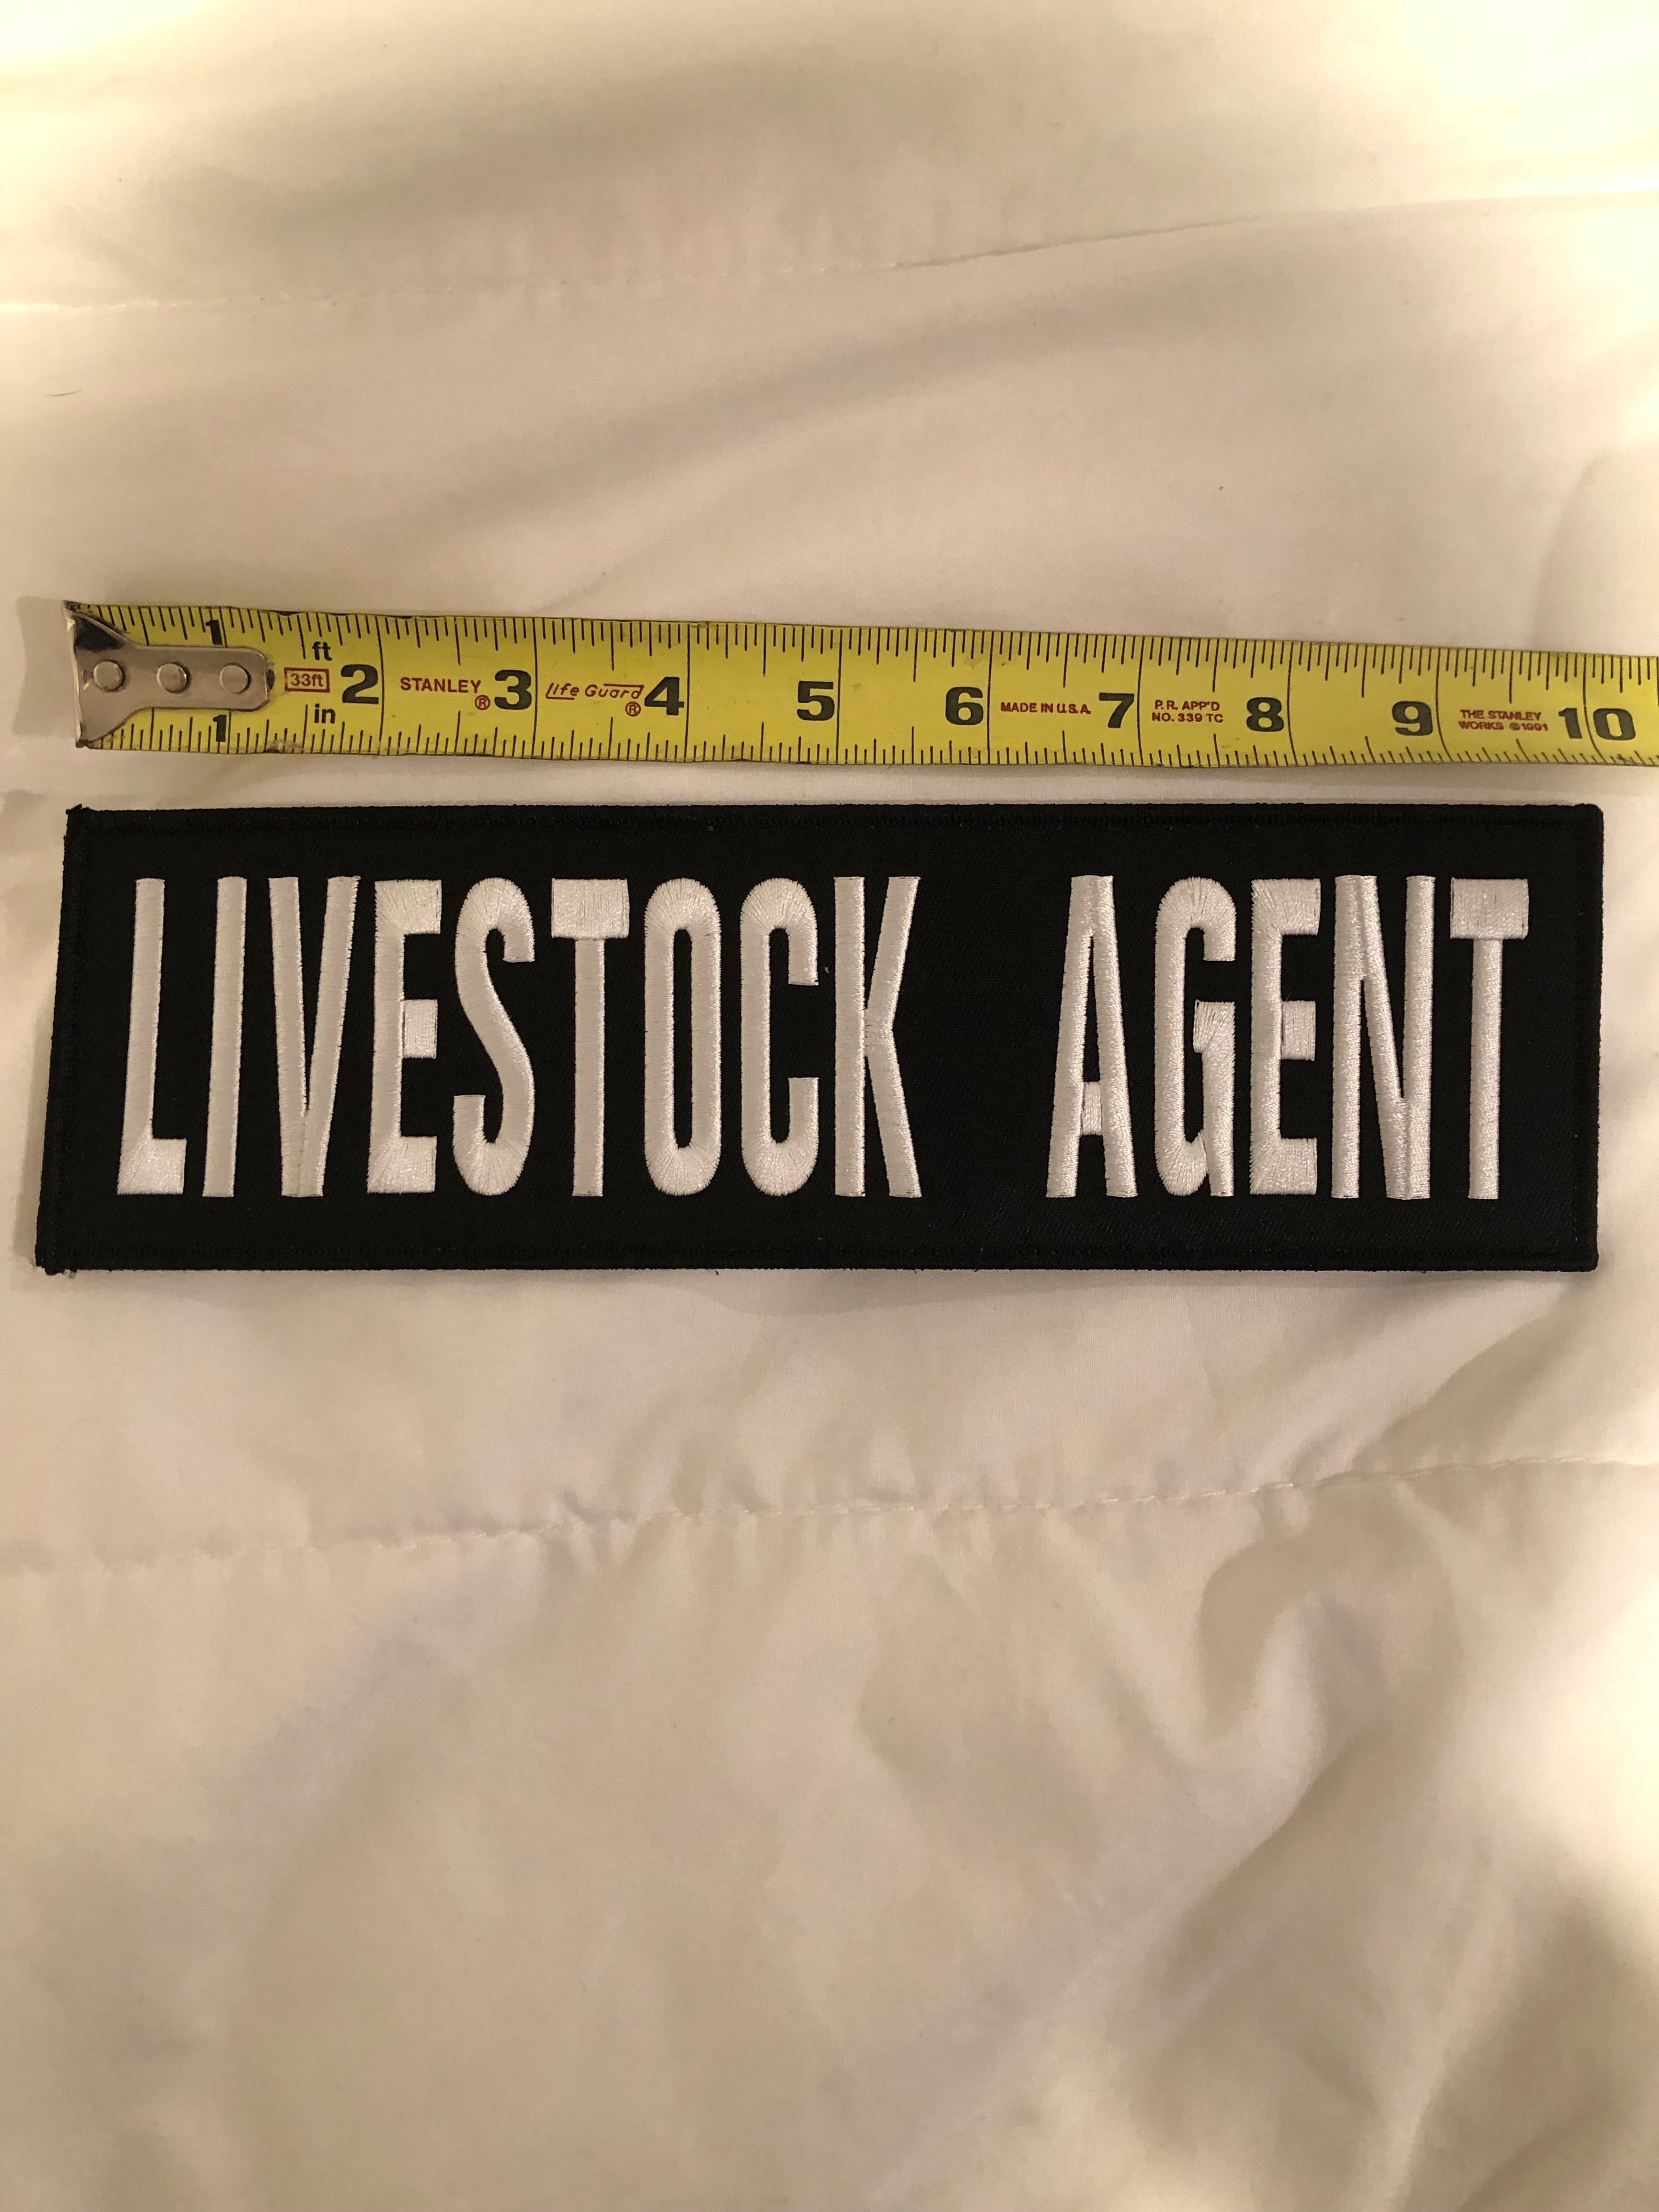 1 ft
33ft 2 STANLEY ® 3 Life Guard ® 4 5 6 MADE IN U.S.A. 7 P.R. APP'D NO. 339 TC 8 9 THE STANLEY WORKS ©1991 10
1 in
LIVESTOCK AGENT